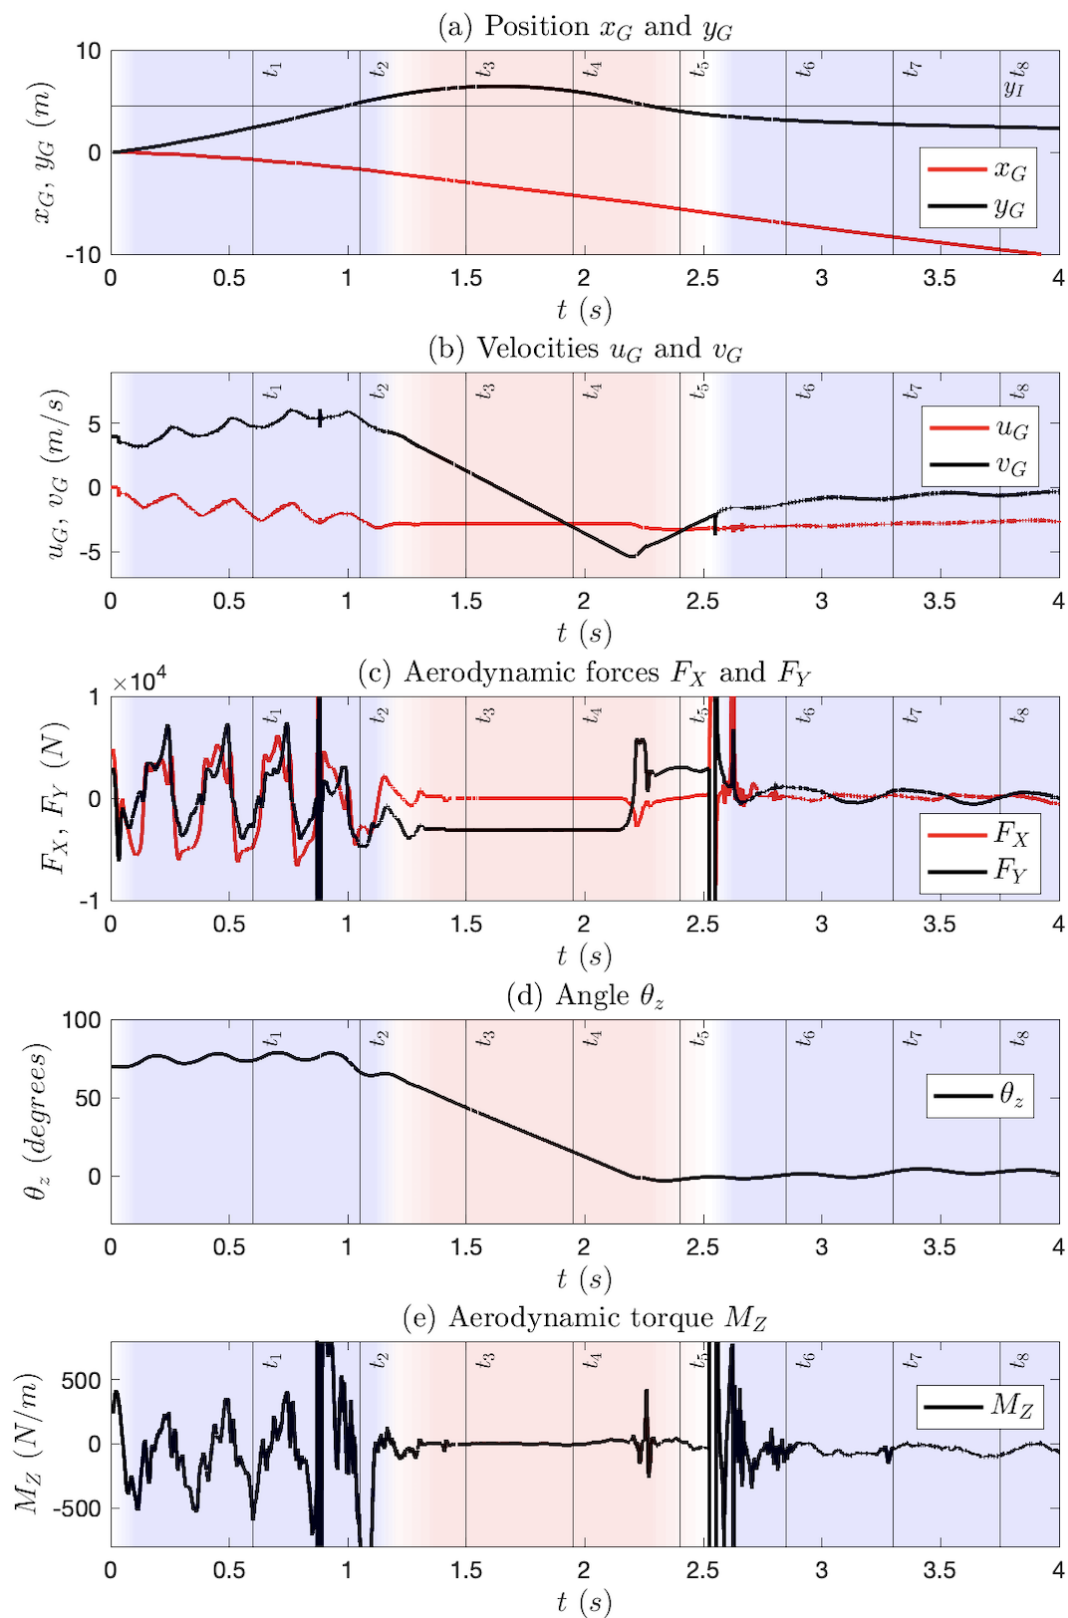 (a) Position x_G and y_G
x_G, y_G (m)
10
0
-10
t_1 t_2 t_3 t_4 t_5 t_6 t_7 t_8
y_I
x_G
y_G
0 0.5 1 1.5 2 2.5 3 3.5 4
t (s)
(b) Velocities u_G and v_G
u_G, v_G (m/s)
5
0
-5
t_1 t_2 t_3 t_4 t_5 t_6 t_7 t_8
u_G
v_G
0 0.5 1 1.5 2 2.5 3 3.5 4
t (s)
(c) Aerodynamic forces F_X and F_Y
×10^4
F_X, F_Y (N)
1
0
-1
t_1 t_2 t_3 t_4 t_5 t_6 t_7 t_8
F_X
F_Y
0 0.5 1 1.5 2 2.5 3 3.5 4
t (s)
(d) Angle θ_z
θ_z (degrees)
100
50
0
t_1 t_2 t_3 t_4 t_5 t_6 t_7 t_8
θ_z
0 0.5 1 1.5 2 2.5 3 3.5 4
t (s)
(e) Aerodynamic torque M_Z
M_Z (N/m)
500
0
-500
t_1 t_2 t_3 t_4 t_5 t_6 t_7 t_8
M_Z
0 0.5 1 1.5 2 2.5 3 3.5 4
t (s)